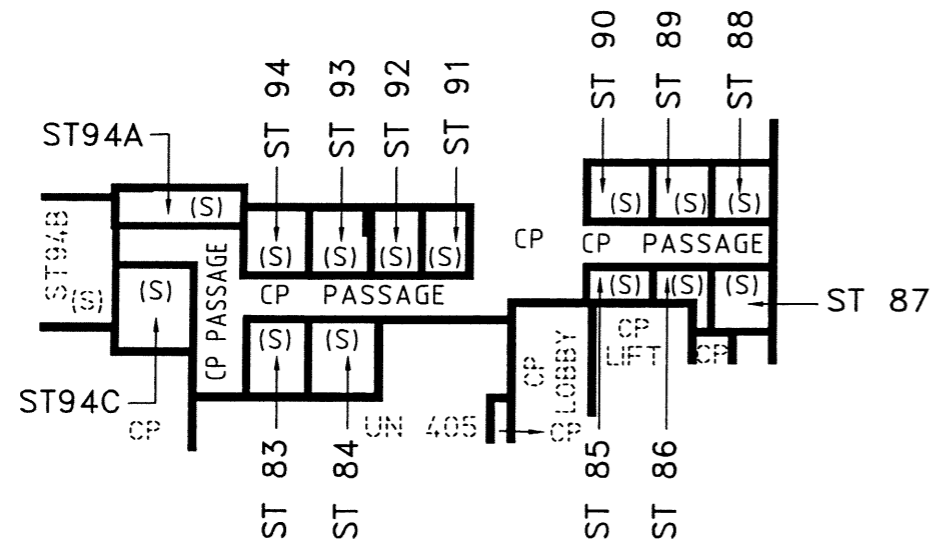 ST 94
ST 93
ST 92
ST 91
ST 90
ST 89
ST 88
ST94A
(S)
(S)
(S)
(S)
(S)
(S)
(S)
(S)
ST94B
(S)
(S)
CP PASSAGE
CP PASSAGE
CP
CP PASSAGE
(S)
(S)
(S)
ST 87
(S)
(S)
CP LOBBY
CP
LIFT
CP
ST94C
CP
UN 405
CP
ST 83
ST 84
ST 85
ST 86